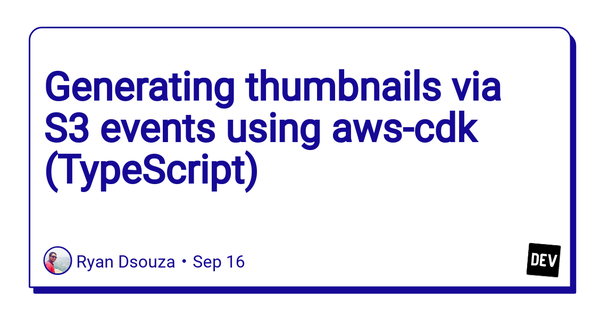 Generating thumbnails via
S3 events using aws-cdk
(TypeScript)
Ryan Dsouza • Sep 16
DEV